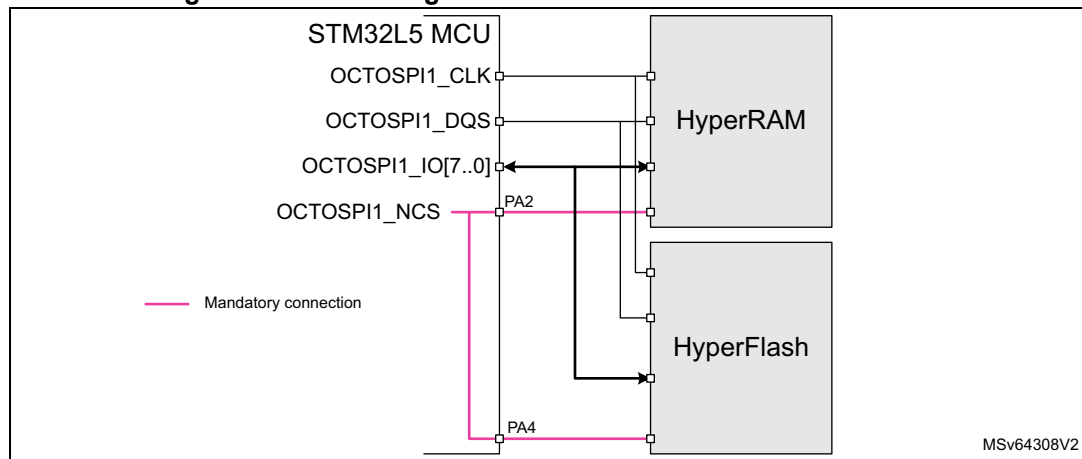 STM32L5 MCU
OCTOSPI1_CLK
OCTOSPI1_DQS
HyperRAM
OCTOSPI1_IO[7..0]
OCTOSPI1_NCS
PA2
Mandatory connection
HyperFlash
PA4
MSv64308V2